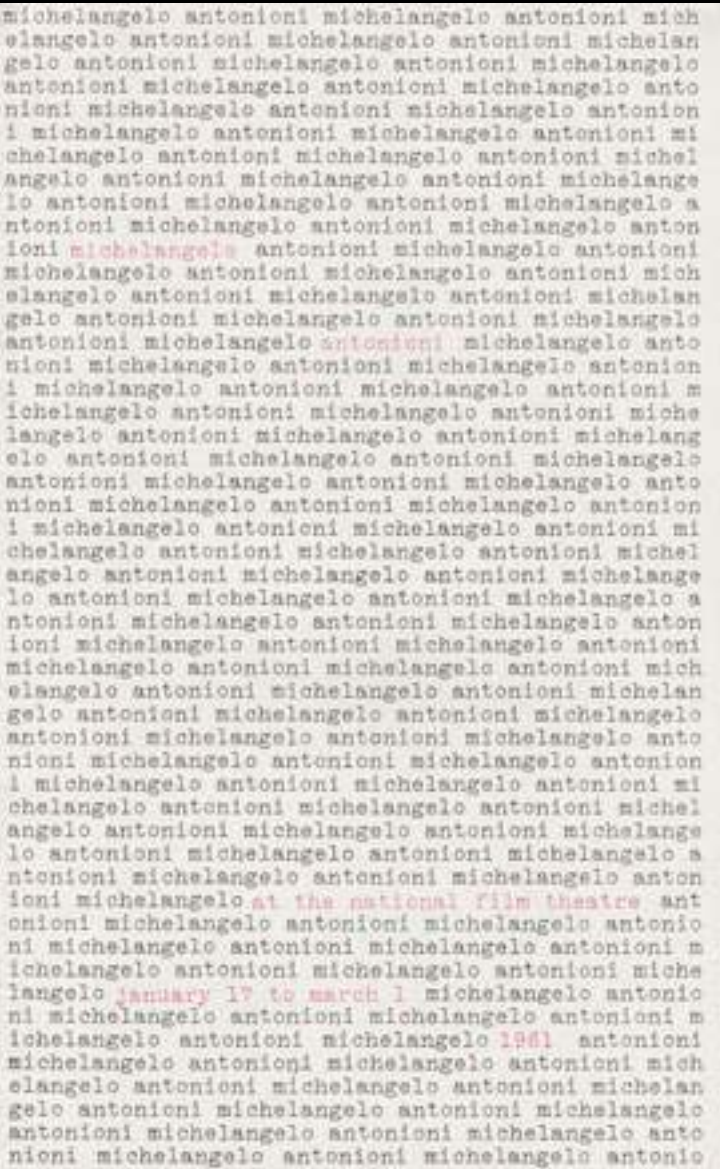 michelangelo antonioni michelangelo antonioni mich
elangelo antonioni michelangelo antonioni michelan
gelo antonioni michelangelo antonioni michelangelo
antonioni michelangelo antonioni michelangelo anto
nioni michelangelo antonioni michelangelo antonion
i michelangelo antonioni michelangelo antonioni mi
chelangelo antonioni michelangelo antonioni michel
angelo antonioni michelangelo antonioni michelange
lo antonioni michelangelo antonioni michelangelo a
ntonioni michelangelo antonioni michelangelo anton
ioni michelangelo antonioni michelangelo antonioni
michelangelo antonioni michelangelo antonioni mich
elangelo antonioni michelangelo antonioni michelan
gelo antonioni michelangelo antonioni michelangelo
antonioni michelangelo antonioni michelangelo anto
nioni michelangelo antonioni michelangelo antonion
i michelangelo antonioni michelangelo antonioni m
ichelangelo antonioni michelangelo antonioni miche
langelo antonioni michelangelo antonioni michelang
elo antonioni michelangelo antonioni michelangelo
antonioni michelangelo antonioni michelangelo anto
nioni michelangelo antonioni michelangelo antonion
i michelangelo antonioni michelangelo antonioni mi
chelangelo antonioni michelangelo antonioni michel
angelo antonioni michelangelo antonioni michelange
lo antonioni michelangelo antonioni michelangelo a
ntonioni michelangelo antonioni michelangelo anton
ioni michelangelo antonioni michelangelo antonioni
michelangelo antonioni michelangelo antonioni mich
elangelo antonioni michelangelo antonioni michelan
gelo antonioni michelangelo antonioni michelangelo
antonioni michelangelo antonioni michelangelo anto
nioni michelangelo antonioni michelangelo antonion
i michelangelo antonioni michelangelo antonioni mi
chelangelo antonioni michelangelo antonioni michel
angelo antonioni michelangelo antonioni michelange
lo antonioni michelangelo antonioni michelangelo a
ntonioni michelangelo antonioni michelangelo anton
ioni michelangelo at the national film theatre ant
onioni michelangelo antonioni michelangelo antonio
ni michelangelo antonioni michelangelo antonioni m
ichelangelo antonioni michelangelo antonioni miche
langelo january 17 to march 1 michelangelo antonio
ni michelangelo antonioni michelangelo antonioni m
ichelangelo antonioni michelangelo 1961 antonioni
michelangelo antonioni michelangelo antonioni mich
elangelo antonioni michelangelo antonioni michelan
gelo antonioni michelangelo antonioni michelangelo
antonioni michelangelo antonioni michelangelo anto
nioni michelangelo antonioni michelangelo antonio